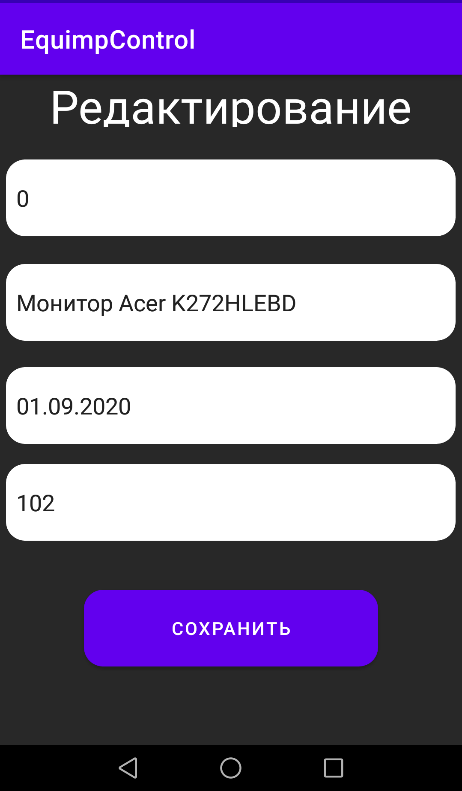 EquimpControl
Редактирование
0
Монитор Acer K272HLEBD
01.09.2020
102
СОХРАНИТЬ